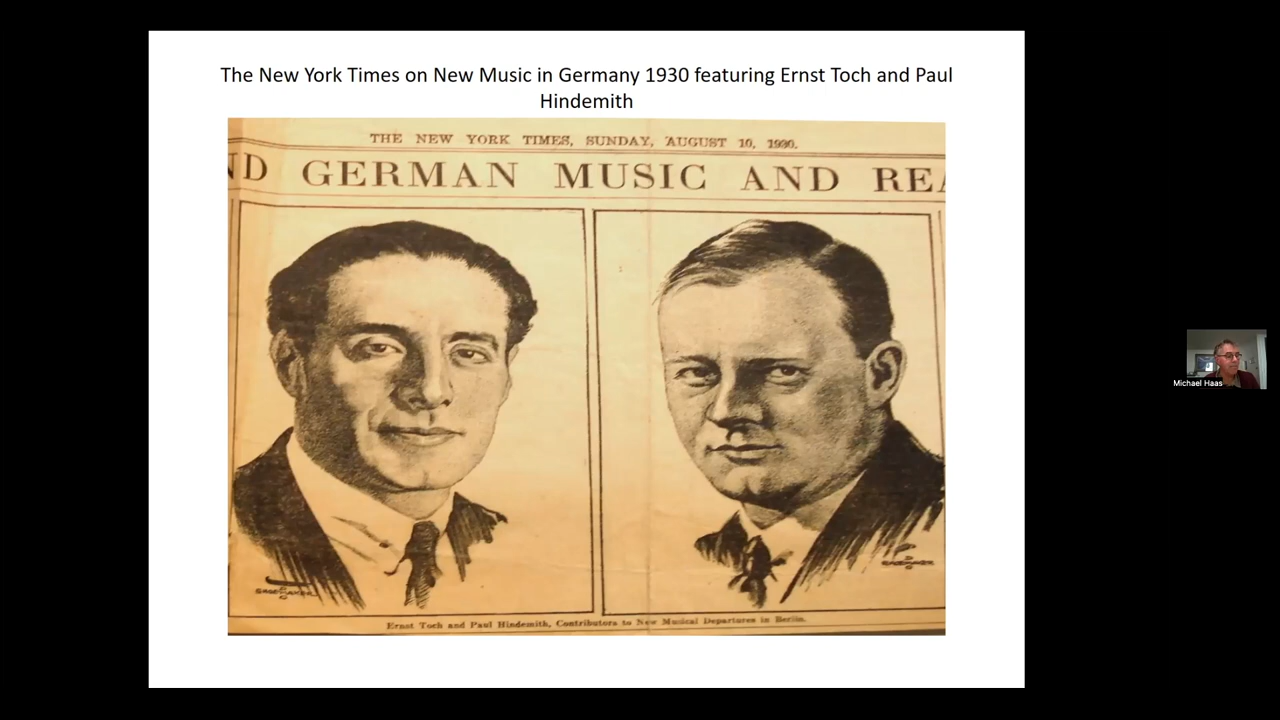 The New York Times on New Music in Germany 1930 featuring Ernst Toch and Paul
Hindemith
THE NEW YORK TIMES, SUNDAY, AUGUST 10, 1930.
ND GERMAN MUSIC AND REA
Ernst Toch and Paul Hindemith, Contributors to New Musical Departures in Berlin.
Michael Haas